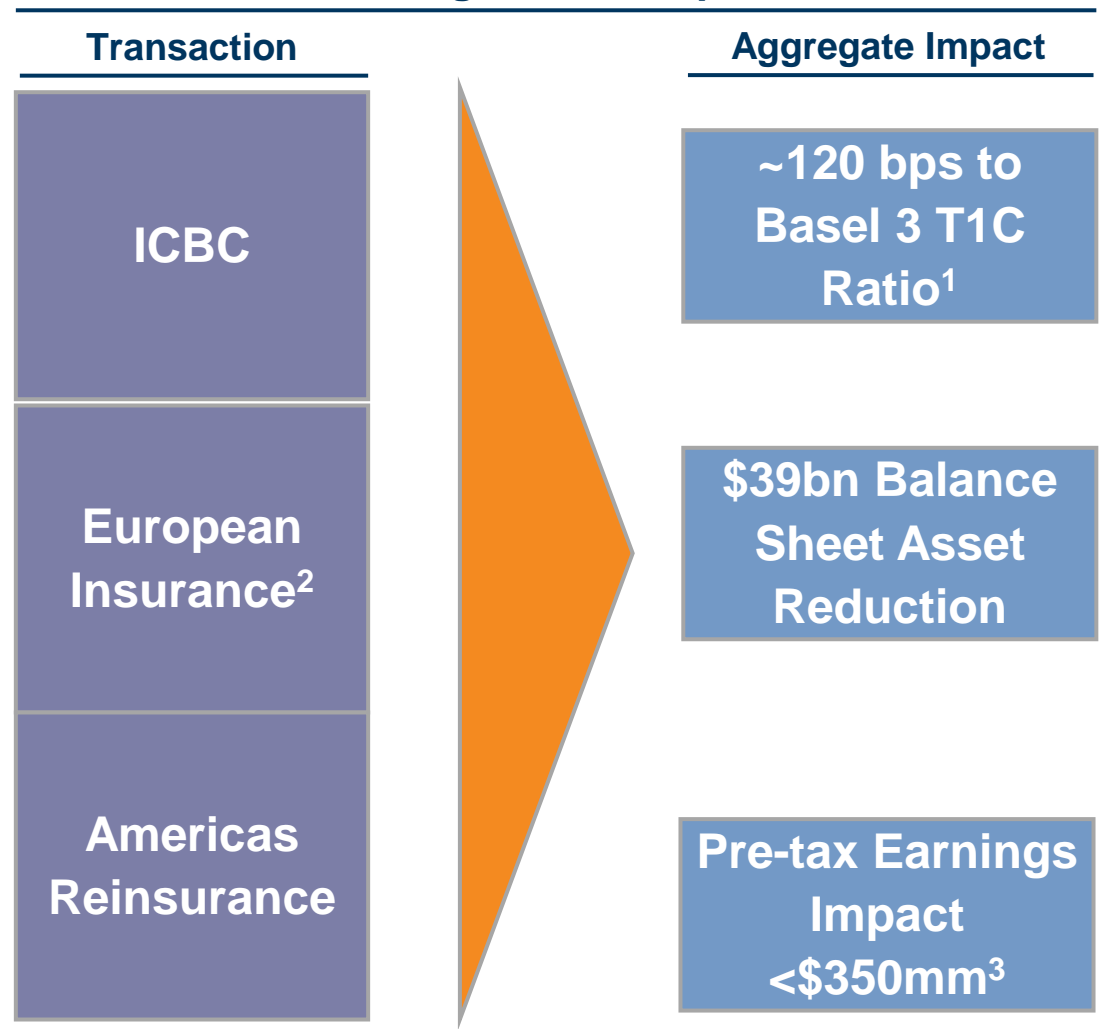 Transaction
Aggregate Impact
ICBC
~120 bps to
Basel 3 T1C
Ratio1
European
Insurance2
$39bn Balance
Sheet Asset
Reduction
Americas
Reinsurance
Pre-tax Earnings
Impact
<$350mm3